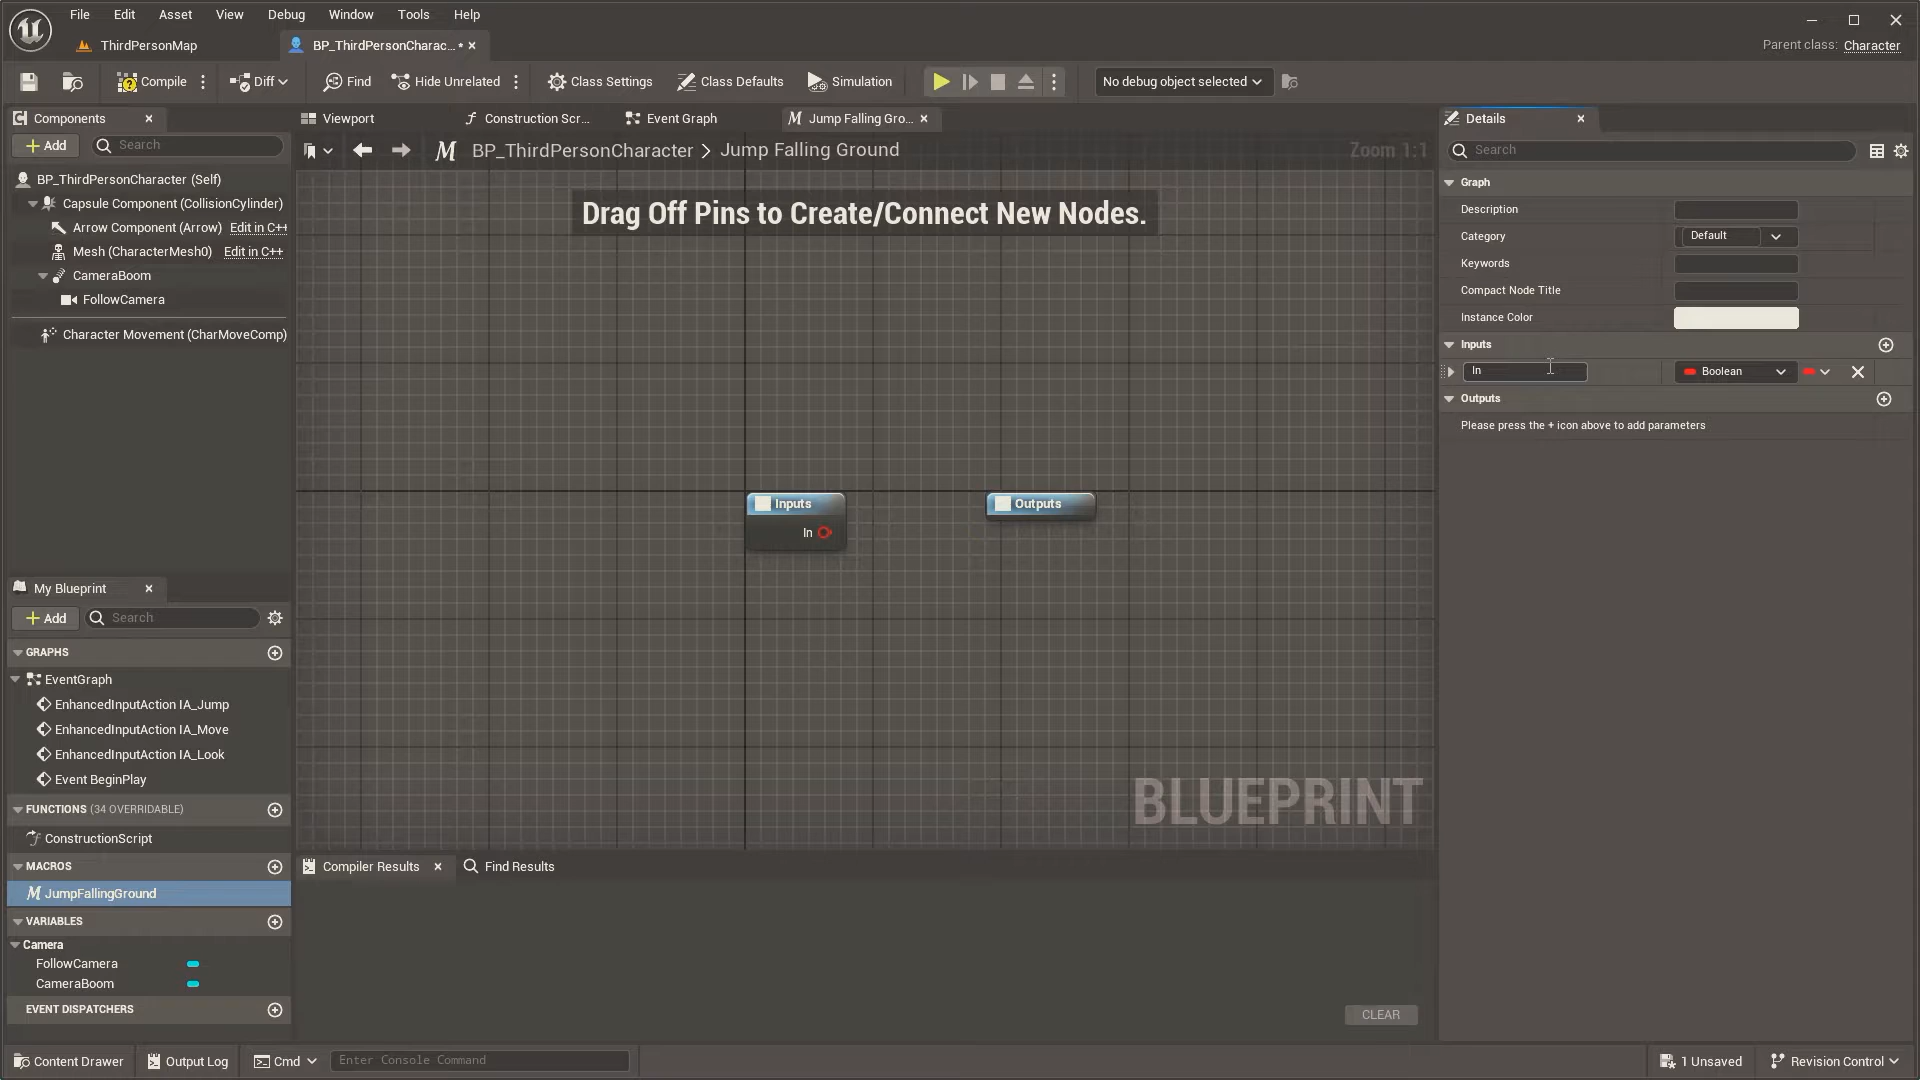 File Edit Asset View Debug Window Tools Help
ThirdPersonMap
BP_ThirdPersonCharac... •
Parent class: Character
Compile
Diff
Find
Hide Unrelated
Class Settings
Class Defaults
Simulation
No debug object selected
Components
Add
Search
BP_ThirdPersonCharacter (Self)
Capsule Component (CollisionCylinder)
Arrow Component (Arrow) Edit in C++
Mesh (CharacterMesh0) Edit in C++
CameraBoom
FollowCamera
Character Movement (CharMoveComp)
My Blueprint
Add
Search
GRAPHS
EventGraph
EnhancedInputAction IA_Jump
EnhancedInputAction IA_Move
EnhancedInputAction IA_Look
Event BeginPlay
FUNCTIONS (34 OVERRIDABLE)
ConstructionScript
MACROS
JumpFallingGround
VARIABLES
Camera
FollowCamera
CameraBoom
EVENT DISPATCHERS
Viewport
Construction Scr...
Event Graph
Jump Falling Gro...
BP_ThirdPersonCharacter > Jump Falling Ground
Zoom 1:1
Drag Off Pins to Create/Connect New Nodes.
Inputs
In
Outputs
BLUEPRINT
Compiler Results
Find Results
CLEAR
Details
Search
Graph
Description
Category Default
Keywords
Compact Node Title
Instance Color
Inputs
In Boolean
Outputs
Please press the + icon above to add parameters
Content Drawer
Output Log
Cmd
Enter Console Command
1 Unsaved
Revision Control